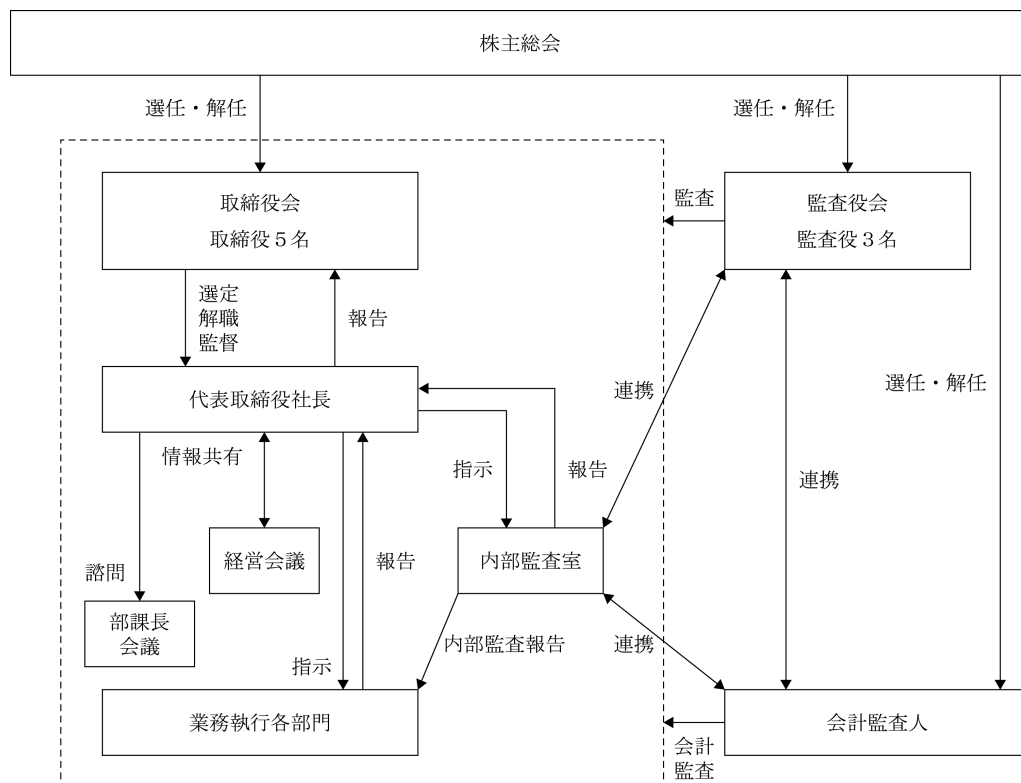 株主総会
選任・解任
選任・解任
取締役会
取締役５名
監査
監査役会
監査役３名
選定
解職
監督
報告
代表取締役社長
連携
選任・解任
情報共有
指示
報告
連携
経営会議
報告
内部監査室
諮問
部課長
会議
内部監査報告
連携
指示
業務執行各部門
会計
監査
会計監査人